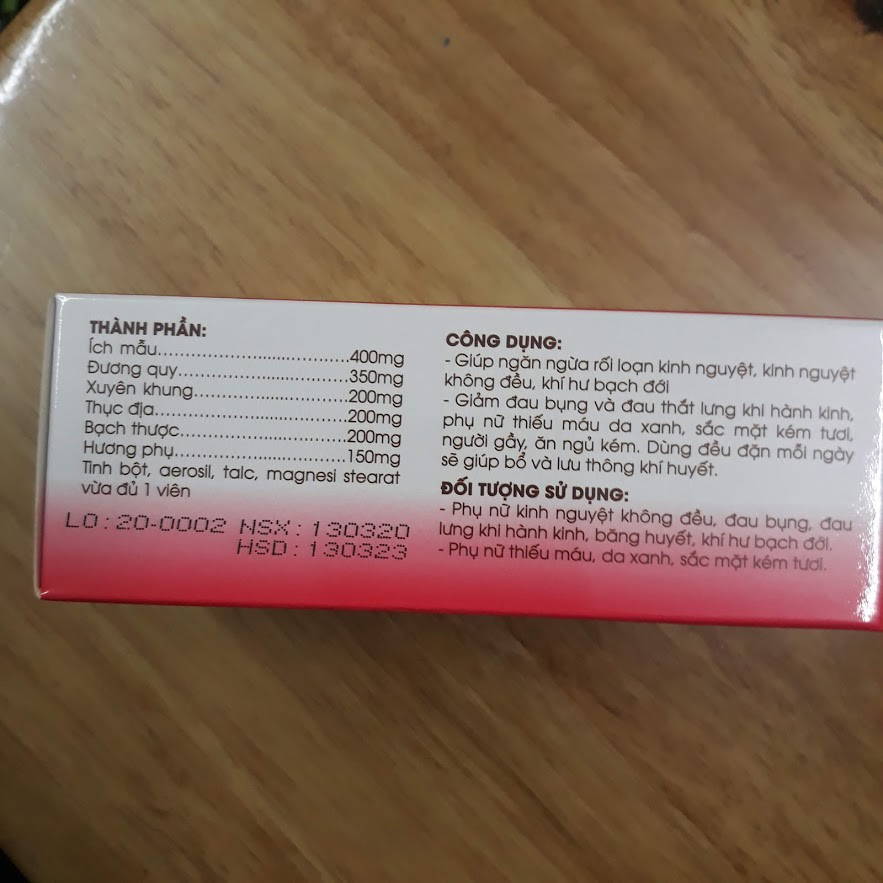 THÀNH PHẦN:
Ích mẫu....................................400mg
Đương quy................................350mg
Xuyên khung.............................200mg
Thục địa....................................200mg
Bạch thược...............................200mg
Hương phụ................................150mg
Tinh bột, aerosil, talc, magnesi stearat
vừa đủ 1 viên
LO : 20-0002 NSX : 130320
HSD : 130323
CÔNG DỤNG:
- Giúp ngăn ngừa rối loạn kinh nguyệt, kinh nguyệt
không đều, khí hư bạch đới
- Giảm đau bụng và đau thắt lưng khi hành kinh,
phụ nữ thiếu máu da xanh, sắc mặt kém tươi,
người gầy, ăn ngủ kém. Dùng đều đặn mỗi ngày
sẽ giúp bổ và lưu thông khí huyết.
ĐỐI TƯỢNG SỬ DỤNG:
- Phụ nữ kinh nguyệt không đều, đau bụng, đau
lưng khi hành kinh, băng huyết, khí hư bạch đới.
- Phụ nữ thiếu máu, da xanh, sắc mặt kém tươi.